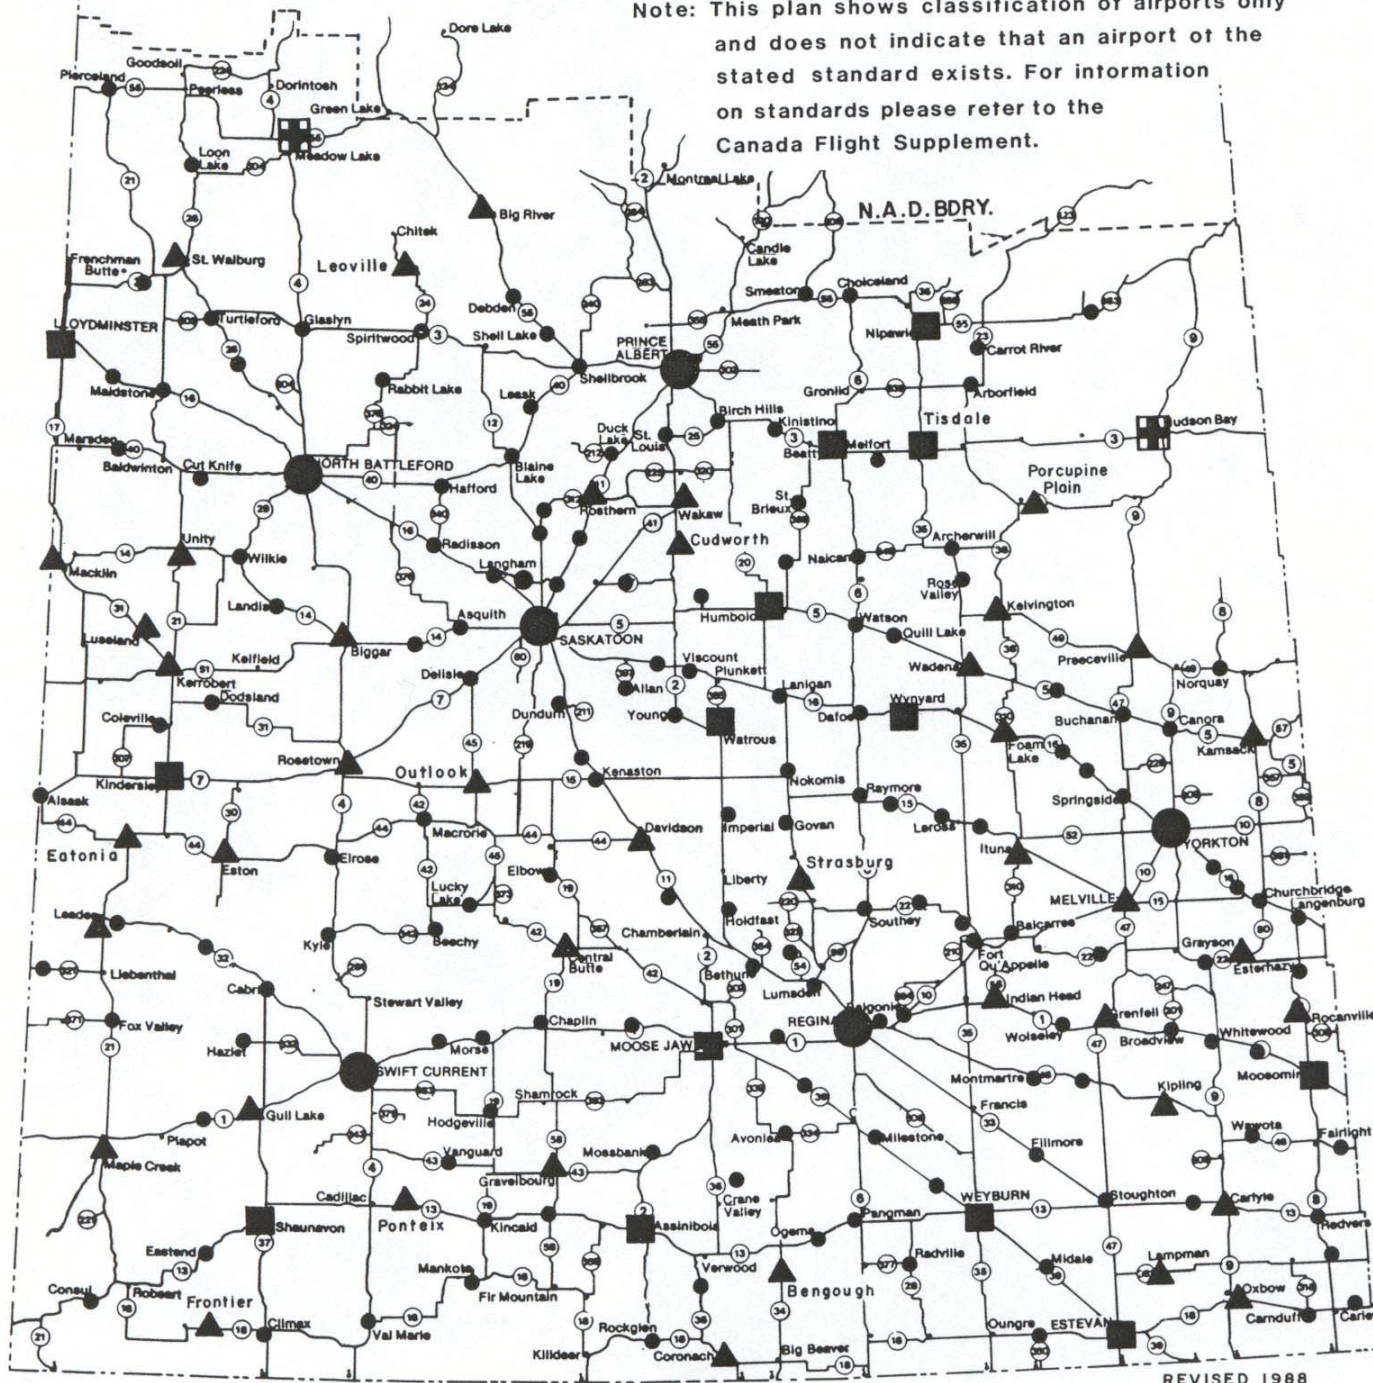 Note: This plan shows classification of airports only
and does not indicate that an airport of the
stated standard exists. For information
on standards please refer to the
Canada Flight Supplement.
Dore Lake
Goodsoil
Pierceland
Peerless
Dorintosh
Green Lake
Meadow Lake
Loon
Lake
Montreal Lake
N.A.D. BDRY.
Big River
Chitek
Leoville
Candle
Lake
Frenchman
Butte
St. Walburg
Smeaton
Choiceland
Debden
Meath Park
LLOYDMINSTER
Turtleford
Glaslyn
Spiritwood
Shell Lake
PRINCE
ALBERT
Nipawin
Carrot River
Shellbrook
Maidstone
Rabbit Lake
Leask
Gronlid
Arborfield
Birch Hills
Kinistino
Tisdale
Duck
Lake
St.
Louis
Beatty
Melfort
Hudson Bay
Marsden
Baldwinton
Cut Knife
NORTH BATTLEFORD
Blaine
Lake
Hafford
Porcupine
Plain
Rosthern
Wakaw
St.
Brieux
Unity
Wilkie
Radisson
Cudworth
Naicam
Archerwill
Macklin
Langham
Rose
Valley
Landis
Asquith
Humboldt
Watson
Kelvington
Luseland
Biggar
SASKATOON
Quill Lake
Kelfield
Kerrobert
Viscount
Plunkett
Wadena
Preeceville
Dodsland
Delisle
Allan
Lanigan
Norquay
Coleville
Dundurn
Young
Watrous
Dafoe
Wynyard
Buchanan
Canora
Kamsack
Rosetown
Foam
Lake
Outlook
Kindersley
Kenaston
Nokomis
Alsask
Raymore
Springside
Macrorie
Davidson
Imperial
Govan
Leross
Eatonia
Eston
Elrose
Strasburg
Ituna
YORKTON
Elbow
Lucky
Lake
Liberty
MELVILLE
Churchbridge
Langenburg
Leader
Holdfast
Southey
Kyle
Beechy
Chamberlain
Balcarres
Central
Butte
Grayson
Liebenthal
Bethune
Fort
Qu'Appelle
Esterhazy
Cabri
Stewart Valley
Lumsden
Indian Head
Fox Valley
Chaplin
REGINA
Balgonie
Grenfell
Rocanville
Hazlet
Morse
MOOSE JAW
Wolseley
Broadview
Whitewood
SWIFT CURRENT
Montmartre
Moosomin
Shamrock
Kipling
Gull Lake
Hodgeville
Francis
Piapot
Avonlea
Milestone
Wawota
Fairlight
Maple Creek
Vanguard
Mossbank
Fillmore
Gravelbourg
Cadillac
Crane
Valley
WEYBURN
Stoughton
Carlyle
Ponteix
Kincaid
Assiniboia
Pangman
Redvers
Shaunavon
Ogema
Eastend
Verwood
Radville
Midale
Lampman
Mankota
Consul
Robsart
Frontier
Fir Mountain
Bengough
Oxbow
Climax
Val Marie
Rockglen
Oungre
ESTEVAN
Carnduff
Killdeer
Coronach
Big Beaver
REVISED 1988